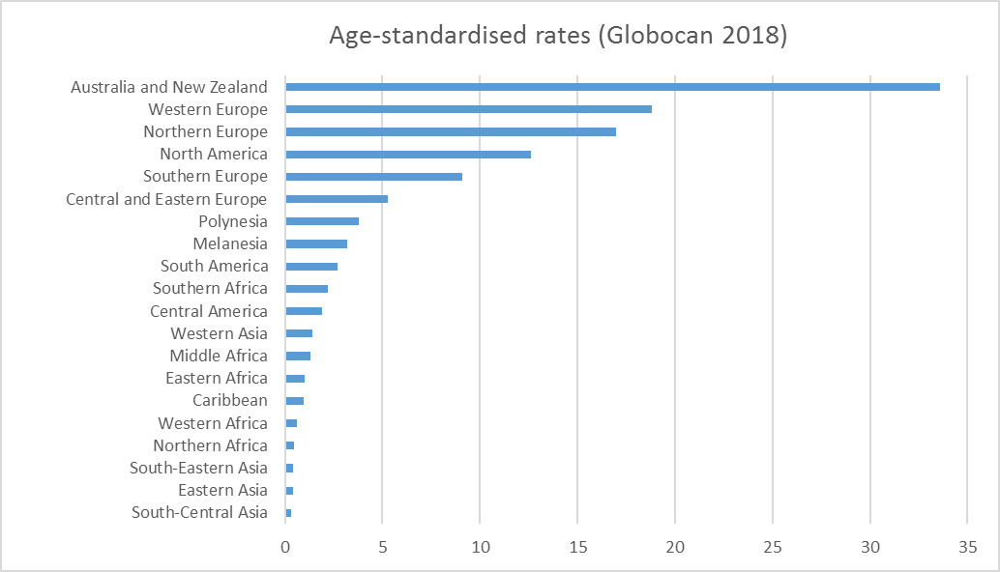 Age-standardised rates (Globocan 2018)
Australia and New Zealand
Western Europe
Northern Europe
North America
Southern Europe
Central and Eastern Europe
Polynesia
Melanesia
South America
Southern Africa
Central America
Western Asia
Middle Africa
Eastern Africa
Caribbean
Western Africa
Northern Africa
South-Eastern Asia
Eastern Asia
South-Central Asia
0 5 10 15 20 25 30 35